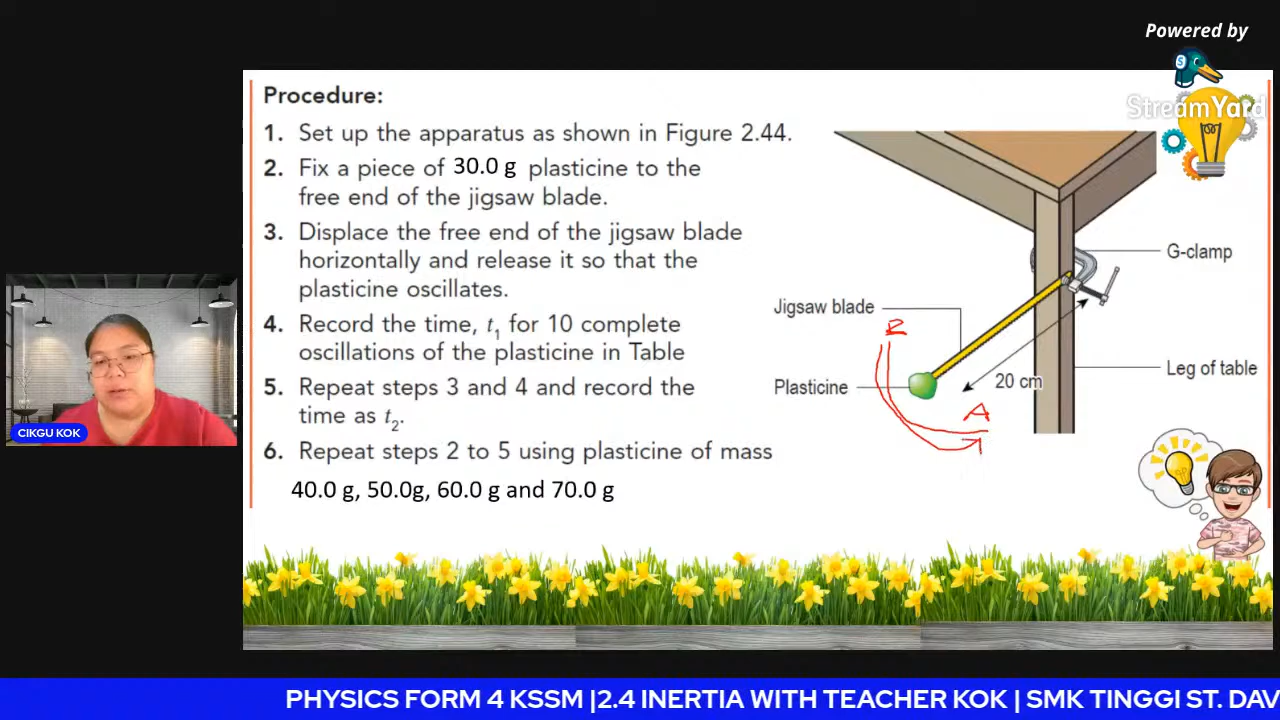 Powered by
StreamYard
Procedure:
1. Set up the apparatus as shown in Figure 2.44.
2. Fix a piece of 30.0 g plasticine to the
free end of the jigsaw blade.
3. Displace the free end of the jigsaw blade
horizontally and release it so that the
plasticine oscillates.
4. Record the time, t₁ for 10 complete
oscillations of the plasticine in Table
5. Repeat steps 3 and 4 and record the
time as t₂.
6. Repeat steps 2 to 5 using plasticine of mass
40.0 g, 50.0g, 60.0 g and 70.0 g
G-clamp
Jigsaw blade
B
Leg of table
20 cm
Plasticine
A
CIKGU KOK
PHYSICS FORM 4 KSSM |2.4 INERTIA WITH TEACHER KOK | SMK TINGGI ST. DAV